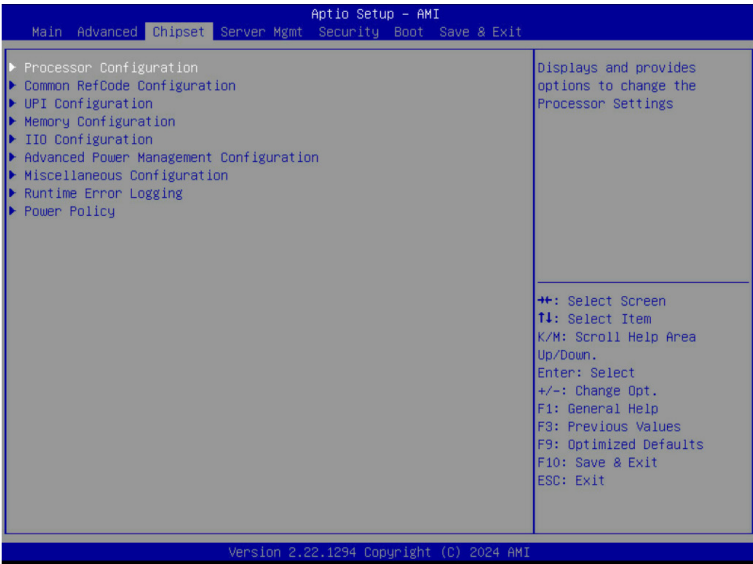 Aptio Setup – AMI
Main Advanced Chipset Server Mgmt Security Boot Save & Exit
▶ Processor Configuration
▶ Common RefCode Configuration
▶ UPI Configuration
▶ Memory Configuration
▶ IIO Configuration
▶ Advanced Power Management Configuration
▶ Miscellaneous Configuration
▶ Runtime Error Logging
▶ Power Policy
Displays and provides
options to change the
Processor Settings
→←: Select Screen
↑↓: Select Item
K/M: Scroll Help Area
Up/Down.
Enter: Select
+/-: Change Opt.
F1: General Help
F3: Previous Values
F9: Optimized Defaults
F10: Save & Exit
ESC: Exit
Version 2.22.1294 Copyright (C) 2024 AMI